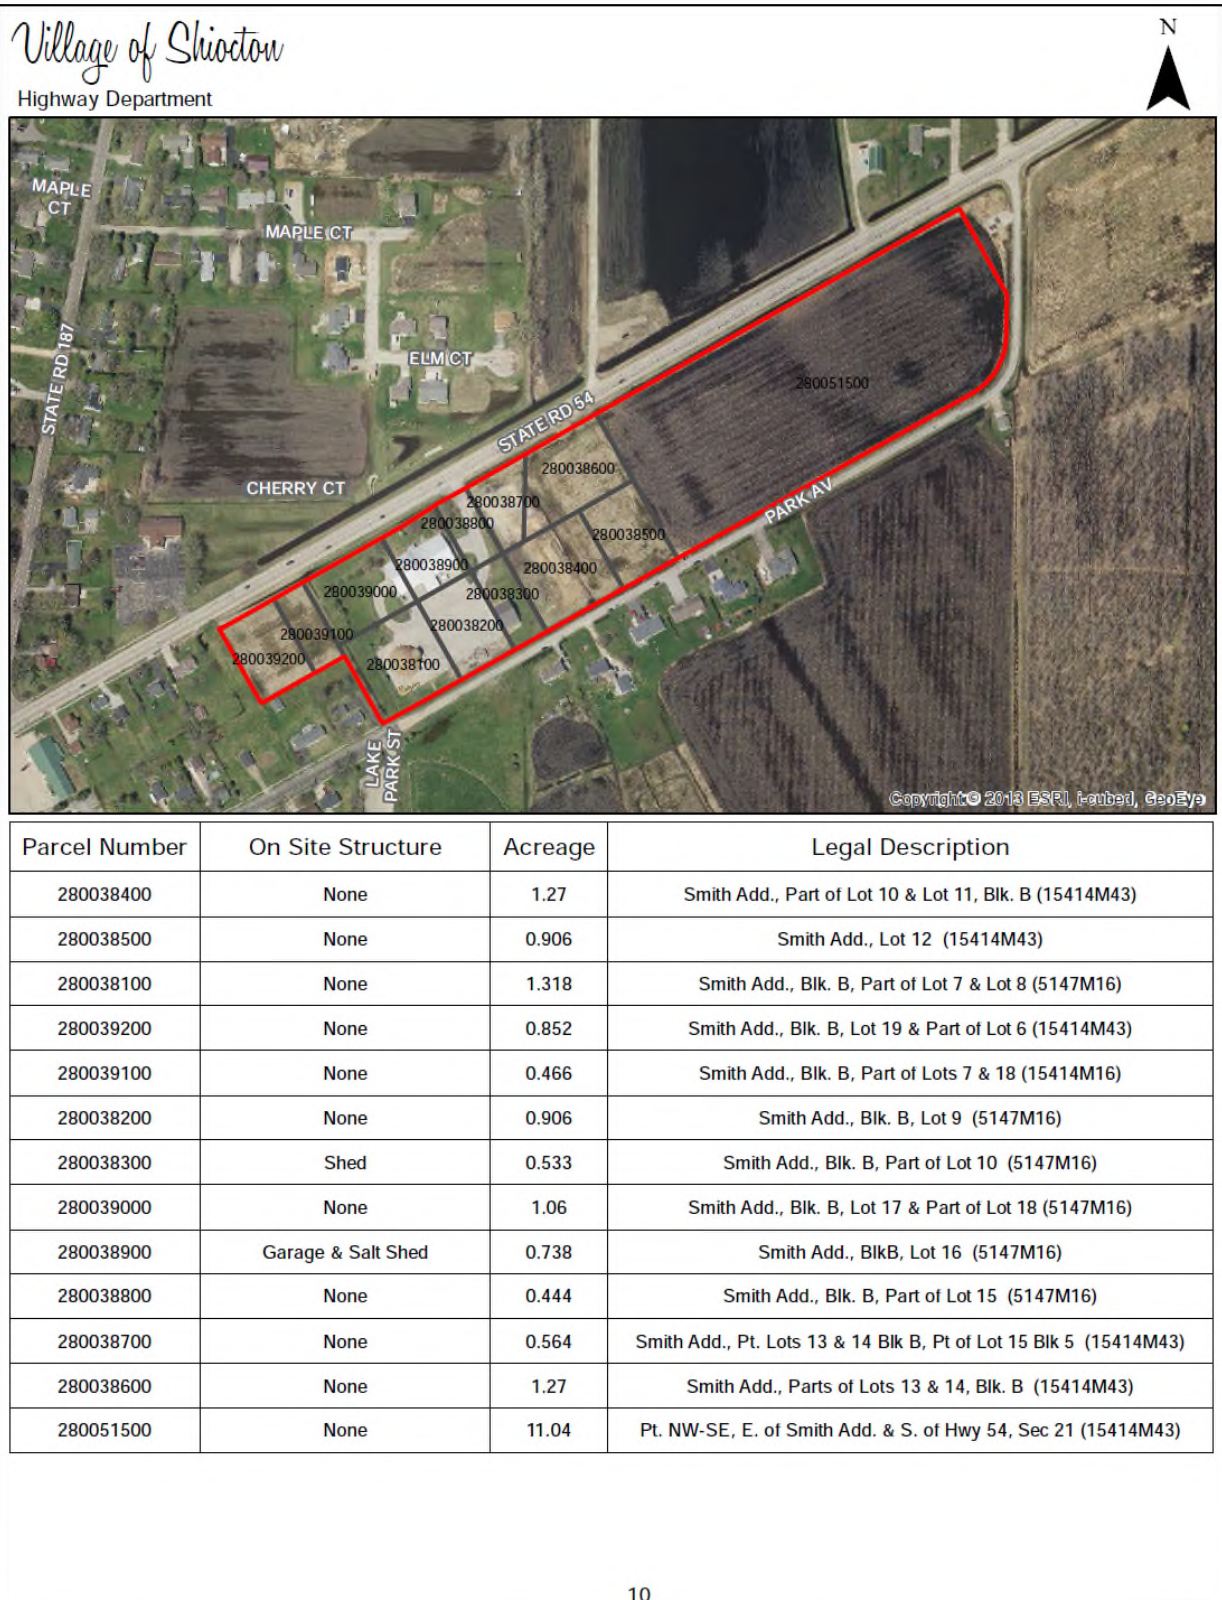 Village of Shiocton
N
Highway Department
MAPLE
CT
MAPLE CT
STATE RD 187
ELM CT
280051500
STATE RD 54
280038600
CHERRY CT
PARK AV
280038700
280038800
280038500
280038900
280038400
280039000
280038300
280038200
280039100
280039200
280038100
LAKE
PARK ST
Copyright:© 2013 ESRI, i-cubed, GeoEye
Parcel Number On Site Structure Acreage Legal Description
280038400 None 1.27 Smith Add., Part of Lot 10 & Lot 11, Blk. B (15414M43)
280038500 None 0.906 Smith Add., Lot 12 (15414M43)
280038100 None 1.318 Smith Add., Blk. B, Part of Lot 7 & Lot 8 (5147M16)
280039200 None 0.852 Smith Add., Blk. B, Lot 19 & Part of Lot 6 (15414M43)
280039100 None 0.466 Smith Add., Blk. B, Part of Lots 7 & 18 (15414M16)
280038200 None 0.906 Smith Add., Blk. B, Lot 9 (5147M16)
280038300 Shed 0.533 Smith Add., Blk. B, Part of Lot 10 (5147M16)
280039000 None 1.06 Smith Add., Blk. B, Lot 17 & Part of Lot 18 (5147M16)
280038900 Garage & Salt Shed 0.738 Smith Add., BlkB, Lot 16 (5147M16)
280038800 None 0.444 Smith Add., Blk. B, Part of Lot 15 (5147M16)
280038700 None 0.564 Smith Add., Pt. Lots 13 & 14 Blk B, Pt of Lot 15 Blk 5 (15414M43)
280038600 None 1.27 Smith Add., Parts of Lots 13 & 14, Blk. B (15414M43)
280051500 None 11.04 Pt. NW-SE, E. of Smith Add. & S. of Hwy 54, Sec 21 (15414M43)
10